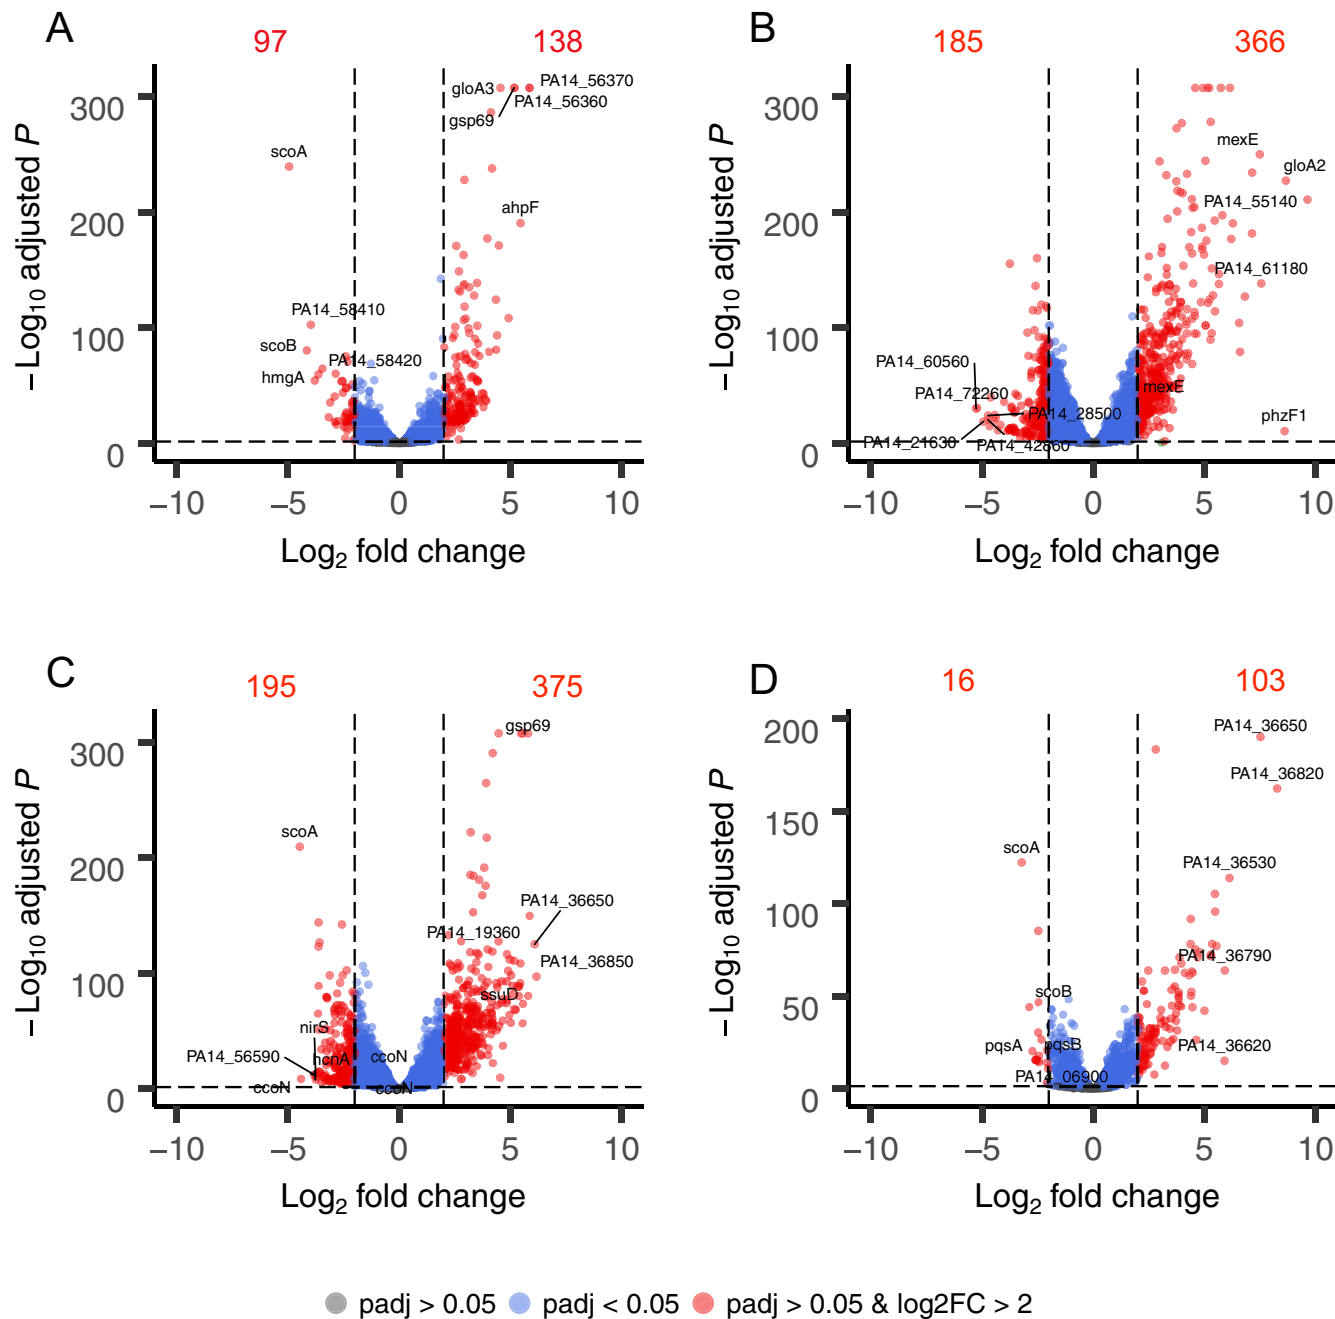 A
97
138
300
200
100
0
−Log10 adjusted P
gloA3
PA14_56370
PA14_56360
gsp69
scoA
ahpF
PA14_58410
scoB
PA14_58420
hmgA
−10
−5
0
5
10
Log2 fold change
B
185
366
300
200
100
0
−Log10 adjusted P
mexE
gloA2
PA14_55140
PA14_61180
PA14_60560
PA14_72260
mexE
PA14_28500
phzF1
PA14_21630
PA14_42860
−10
−5
0
5
10
Log2 fold change
C
195
375
300
200
100
0
−Log10 adjusted P
gsp69
scoA
PA14_36650
PA14_19360
PA14_36850
ssuD
nirS
PA14_56590
hcnA
ccoN
ccoN
ccoN
−10
−5
0
5
10
Log2 fold change
D
16
103
200
150
100
50
0
−Log10 adjusted P
PA14_36650
PA14_36820
scoA
PA14_36530
PA14_36790
scoB
pqsA
pqsB
PA14_36620
PA14_06900
−10
−5
0
5
10
Log2 fold change
padj > 0.05
padj < 0.05
padj > 0.05 & log2FC > 2